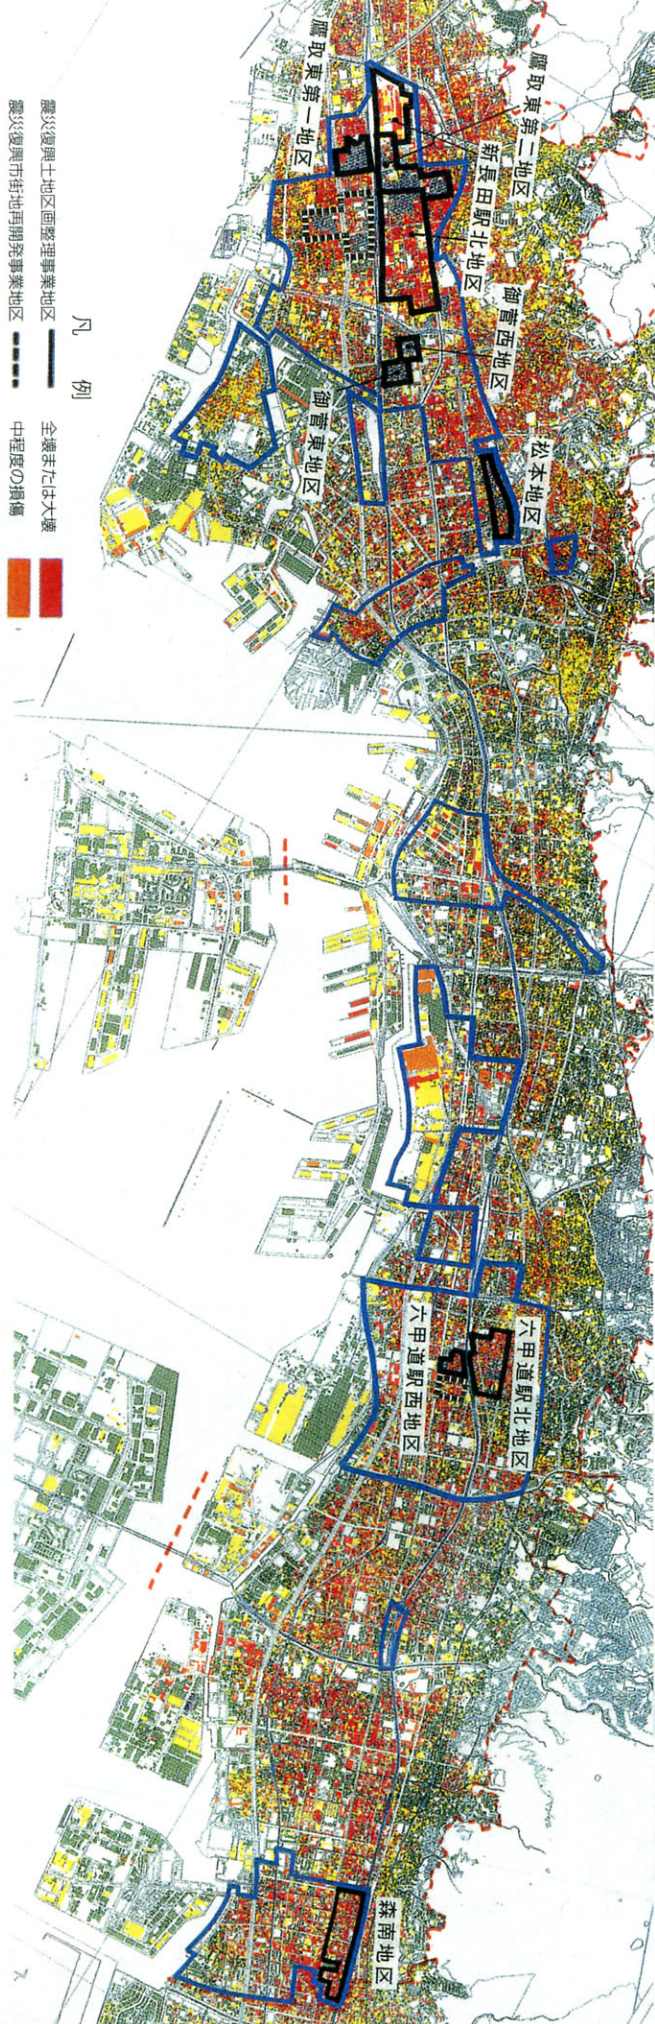 鷹取東第二地区
鷹取東第一地区
新長田駅北地区
御菅西地区
御菅東地区
松本地区
六甲道駅北地区
六甲道駅西地区
森南地区
凡 例
震災復興土地区画整理事業地区
震災復興市街地再開発事業地区
全壊または大壊
中程度の損傷